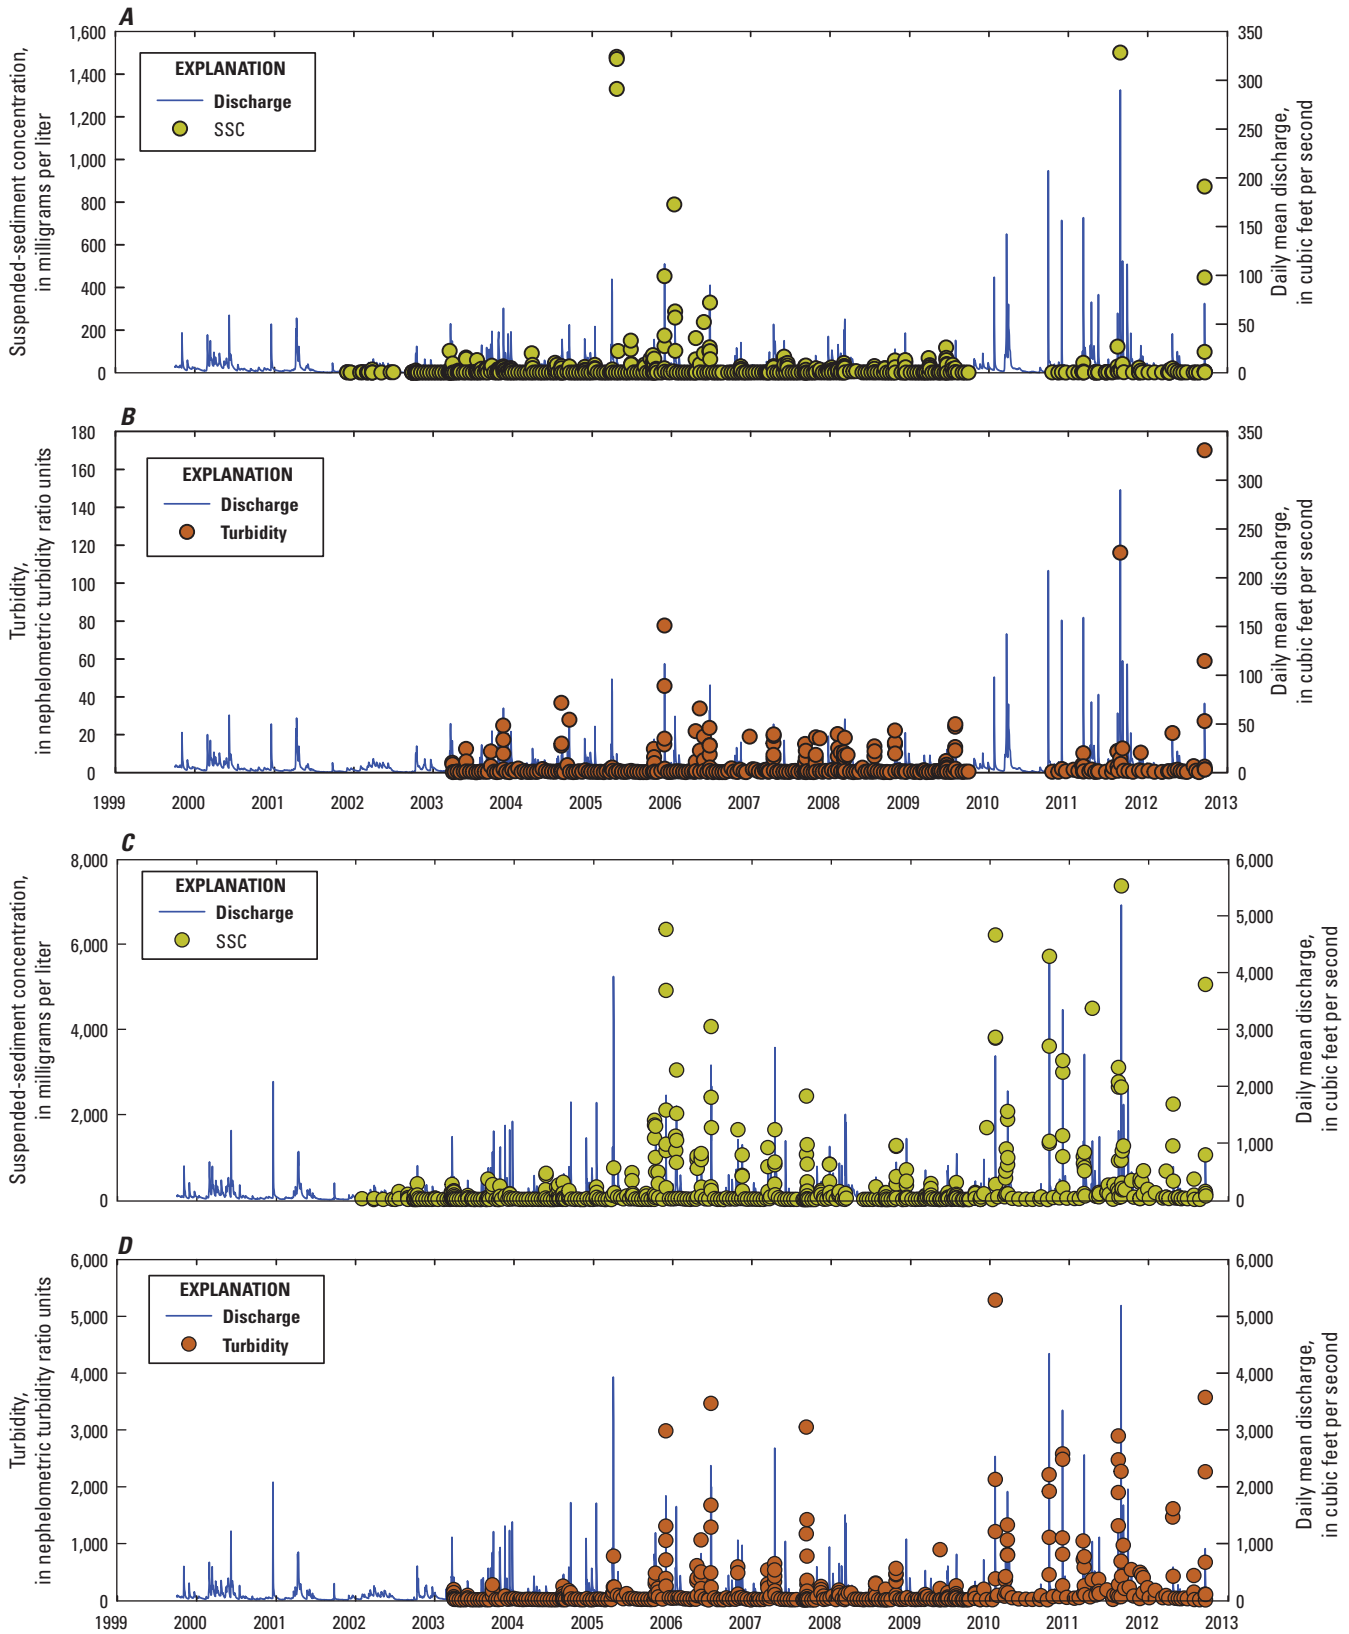 A
Suspended-sediment concentration,
in milligrams per liter
1,600
1,400
1,200
1,000
800
600
400
200
0
EXPLANATION
Discharge
SSC
350
300
250
200
150
100
50
0
Daily mean discharge,
in cubic feet per second
B
Turbidity,
in nephelometric turbidity ratio units
180
160
140
120
100
80
60
40
20
0
EXPLANATION
Discharge
Turbidity
350
300
250
200
150
100
50
0
Daily mean discharge,
in cubic feet per second
1999 2000 2001 2002 2003 2004 2005 2006 2007 2008 2009 2010 2011 2012 2013
C
Suspended-sediment concentration,
in milligrams per liter
8,000
6,000
4,000
2,000
0
EXPLANATION
Discharge
SSC
6,000
5,000
4,000
3,000
2,000
1,000
0
Daily mean discharge,
in cubic feet per second
D
Turbidity,
in nephelometric turbidity ratio units
6,000
5,000
4,000
3,000
2,000
1,000
0
EXPLANATION
Discharge
Turbidity
6,000
5,000
4,000
3,000
2,000
1,000
0
Daily mean discharge,
in cubic feet per second
1999 2000 2001 2002 2003 2004 2005 2006 2007 2008 2009 2010 2011 2012 2013